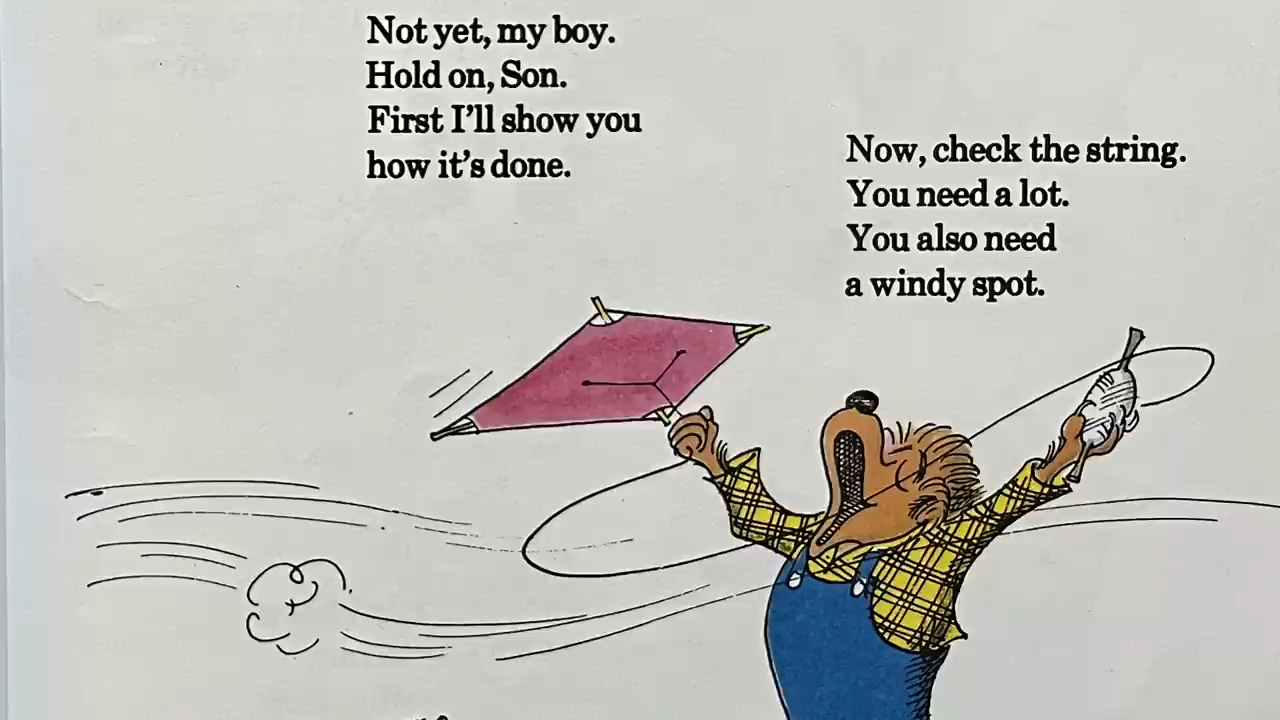 Not yet, my boy.
Hold on, Son.
First I'll show you
how it's done.
Now, check the string.
You need a lot.
You also need
a windy spot.